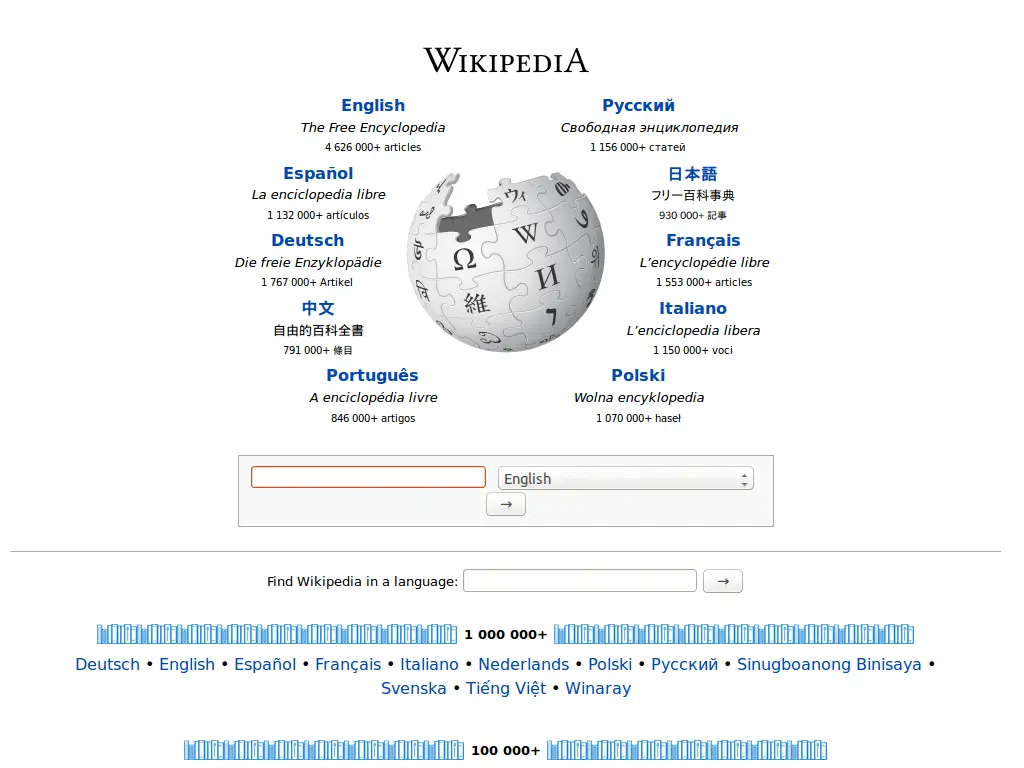 WIKIPEDIA
English
The Free Encyclopedia
4 626 000+ articles
Русский
Свободная энциклопедия
1 156 000+ статей
Español
La enciclopedia libre
1 132 000+ artículos
日本語
フリー百科事典
930 000+ 記事
Deutsch
Die freie Enzyklopädie
1 767 000+ Artikel
Français
L’encyclopédie libre
1 553 000+ articles
中文
自由的百科全書
791 000+ 條目
Italiano
L’enciclopedia libera
1 150 000+ voci
Português
A enciclopédia livre
846 000+ artigos
Polski
Wolna encyklopedia
1 070 000+ haseł
ウィ
W
Ω
И
維
English
→
Find Wikipedia in a language: →
1 000 000+
Deutsch • English • Español • Français • Italiano • Nederlands • Polski • Русский • Sinugboanong Binisaya •
Svenska • Tiếng Việt • Winaray
100 000+